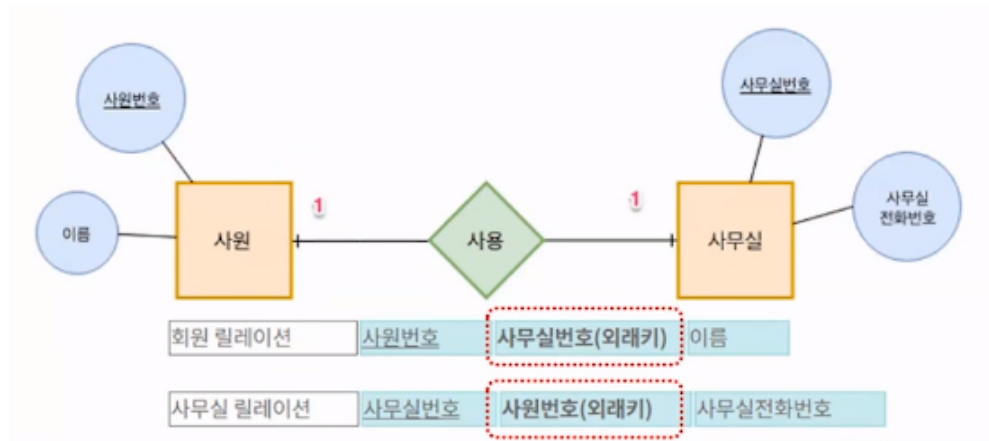 사원번호
사무실번호
이름
사원
1
사용
1
사무실
사무실
전화번호
회원 릴레이션 사원번호 사무실번호(외래키) 이름
사무실 릴레이션 사무실번호 사원번호(외래키) 사무실전화번호